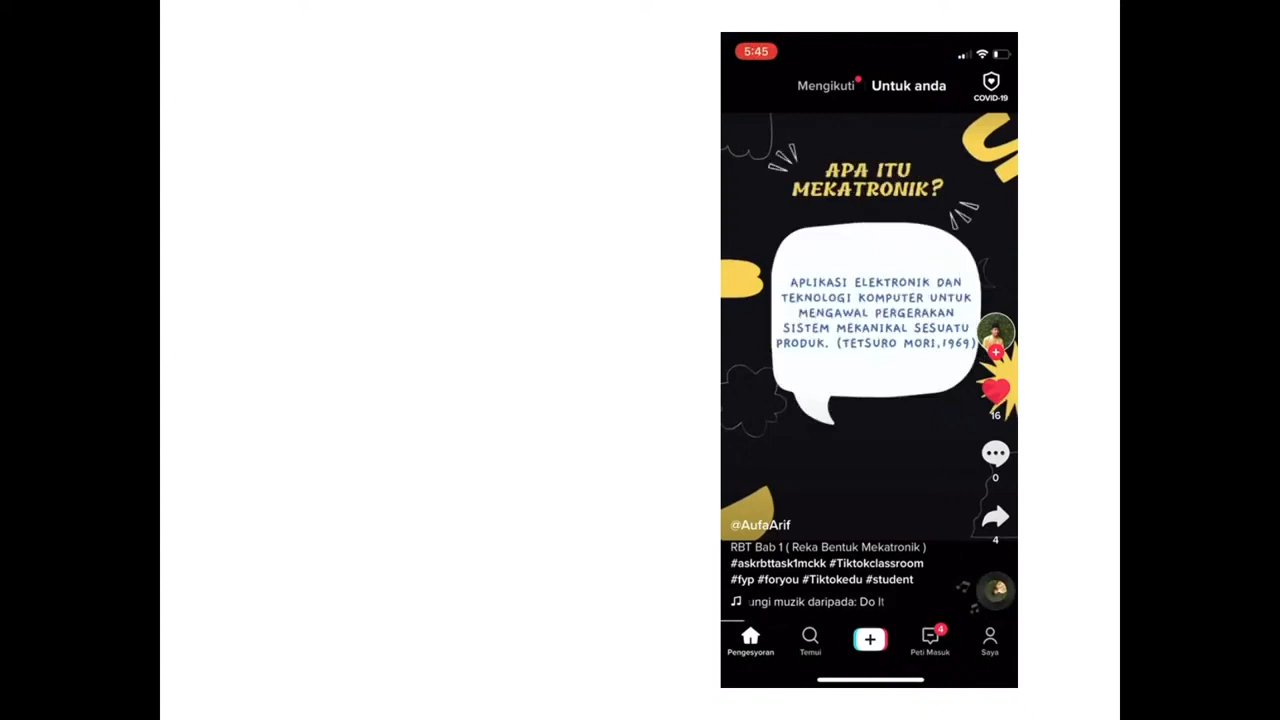 5:45
Mengikuti Untuk anda
COVID-19
APA ITU
MEKATRONIK?
APLIKASI ELEKTRONIK DAN
TEKNOLOGI KOMPUTER UNTUK
MENGAWAL PERGERAKAN
SISTEM MEKANIKAL SESUATU
PRODUK. (TETSURO MORI,1969)
16
0
4
@AufaArif
RBT Bab 1 ( Reka Bentuk Mekatronik )
#askrbttask1mckk #Tiktokclassroom
#fyp #foryou #Tiktokedu #student
ungi muzik daripada: Do It
4
Pengesyoran Temui Peti Masuk Saya